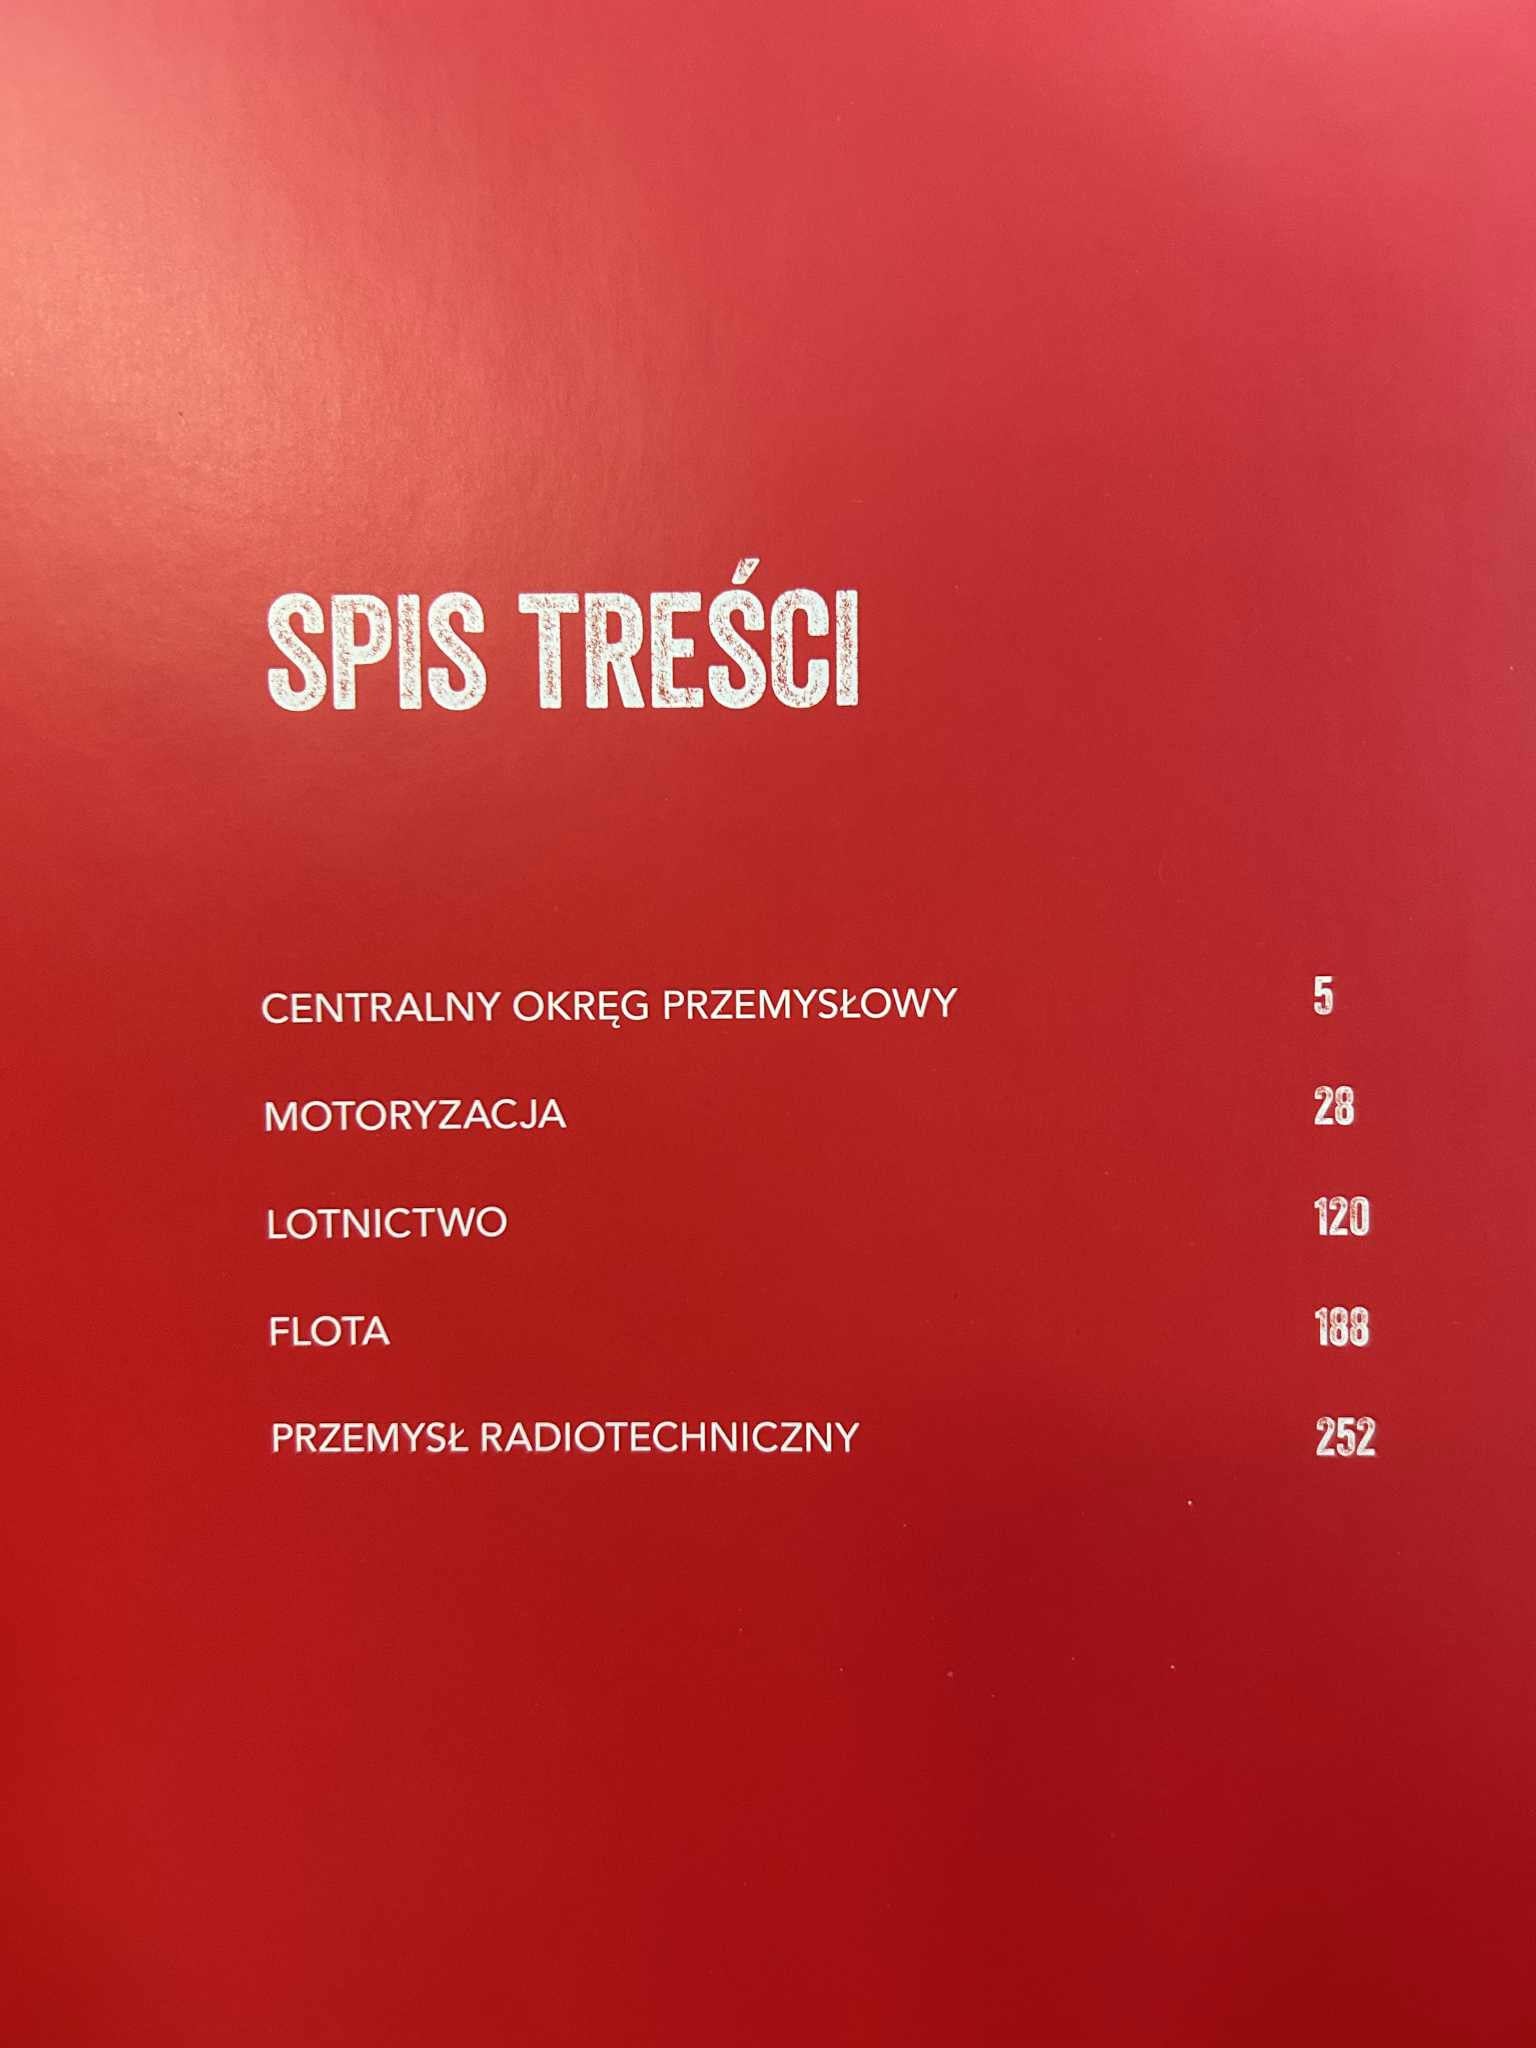 SPIS TREŚCI
CENTRALNY OKRĘG PRZEMYSŁOWY 5
MOTORYZACJA 28
LOTNICTWO 120
FLOTA 188
PRZEMYSŁ RADIOTECHNICZNY 252